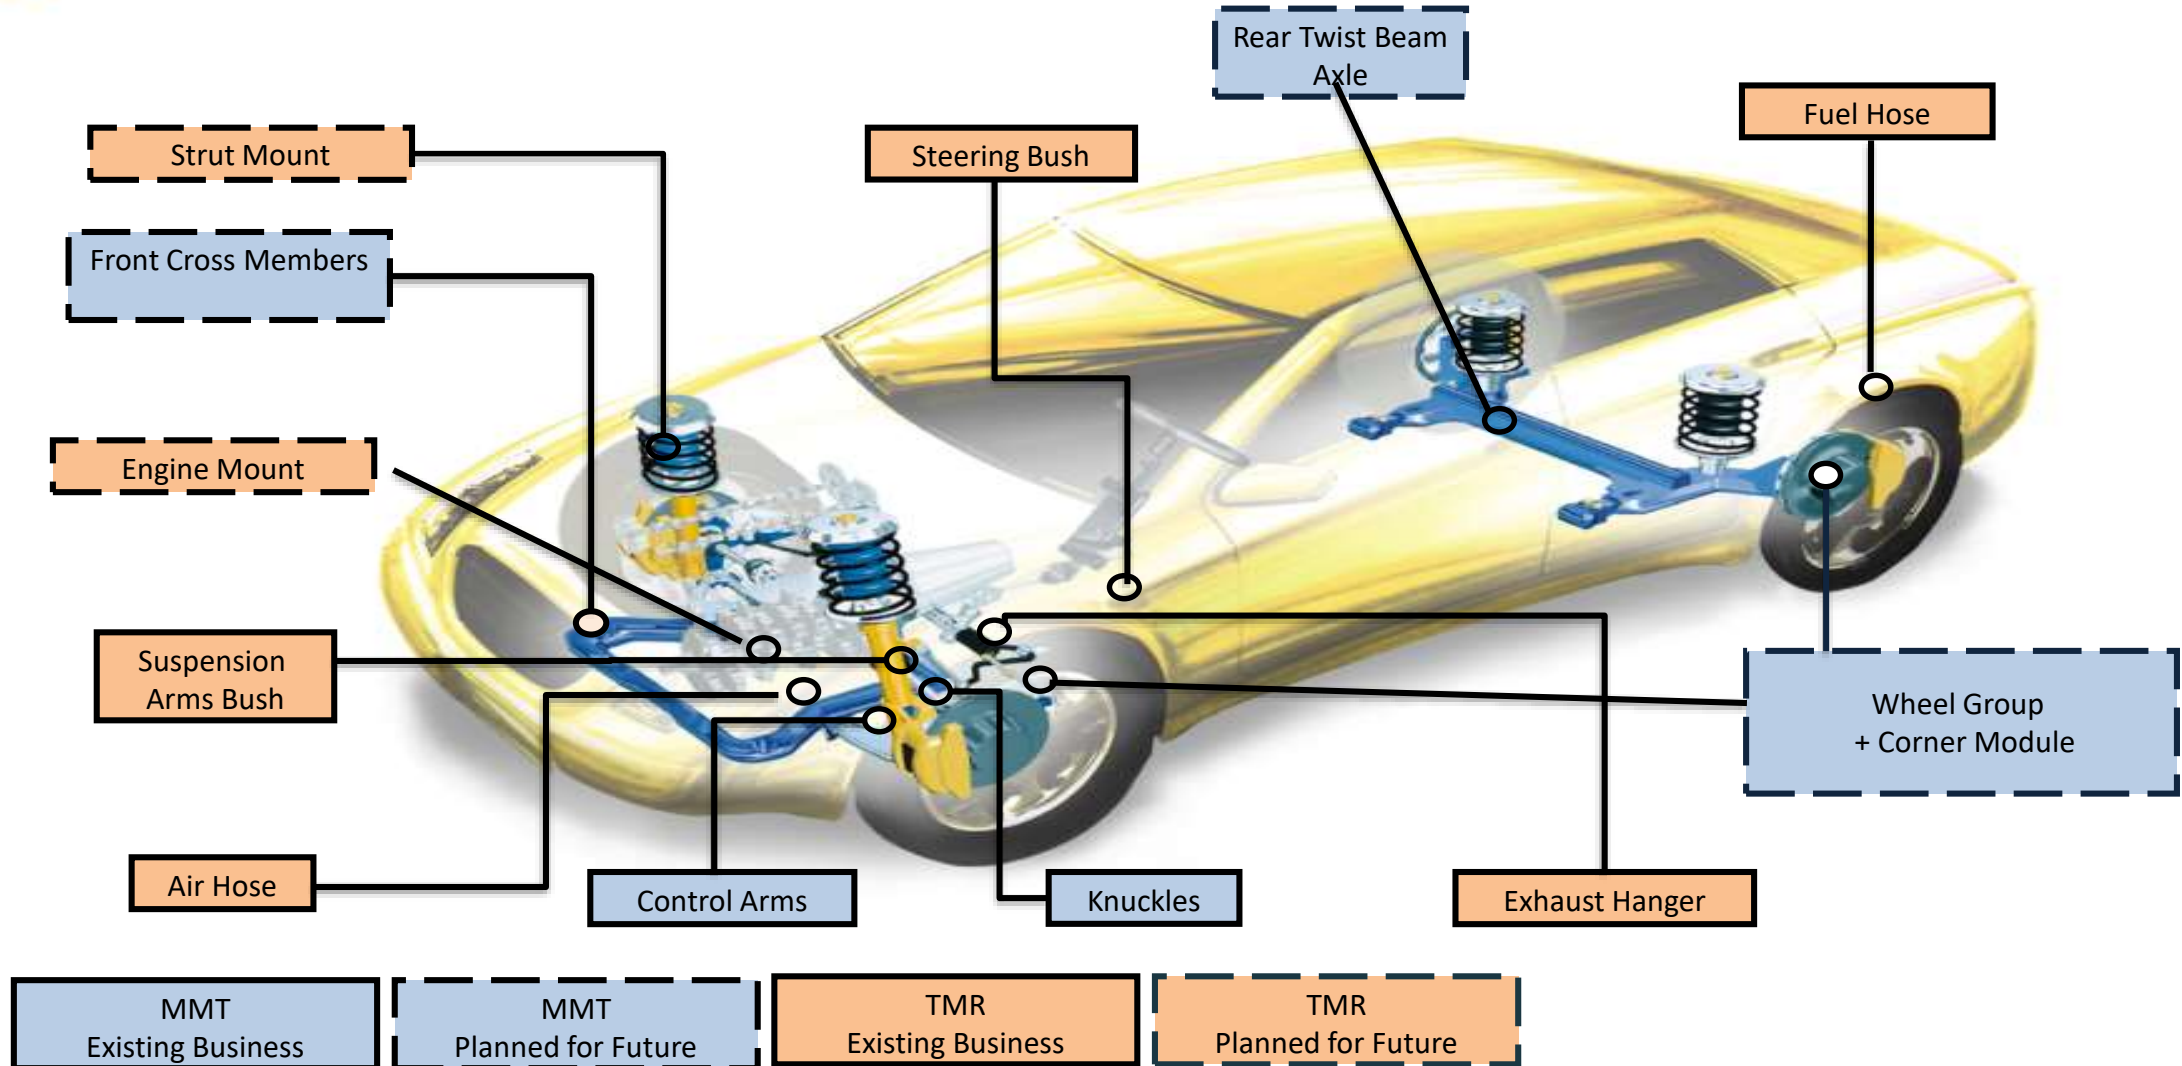 Rear Twist Beam
Axle
Fuel Hose
Strut Mount
Steering Bush
Front Cross Members
Engine Mount
Suspension
Arms Bush
Wheel Group
+ Corner Module
Air Hose
Control Arms
Knuckles
Exhaust Hanger
MMT
Existing Business
MMT
Planned for Future
TMR
Existing Business
TMR
Planned for Future